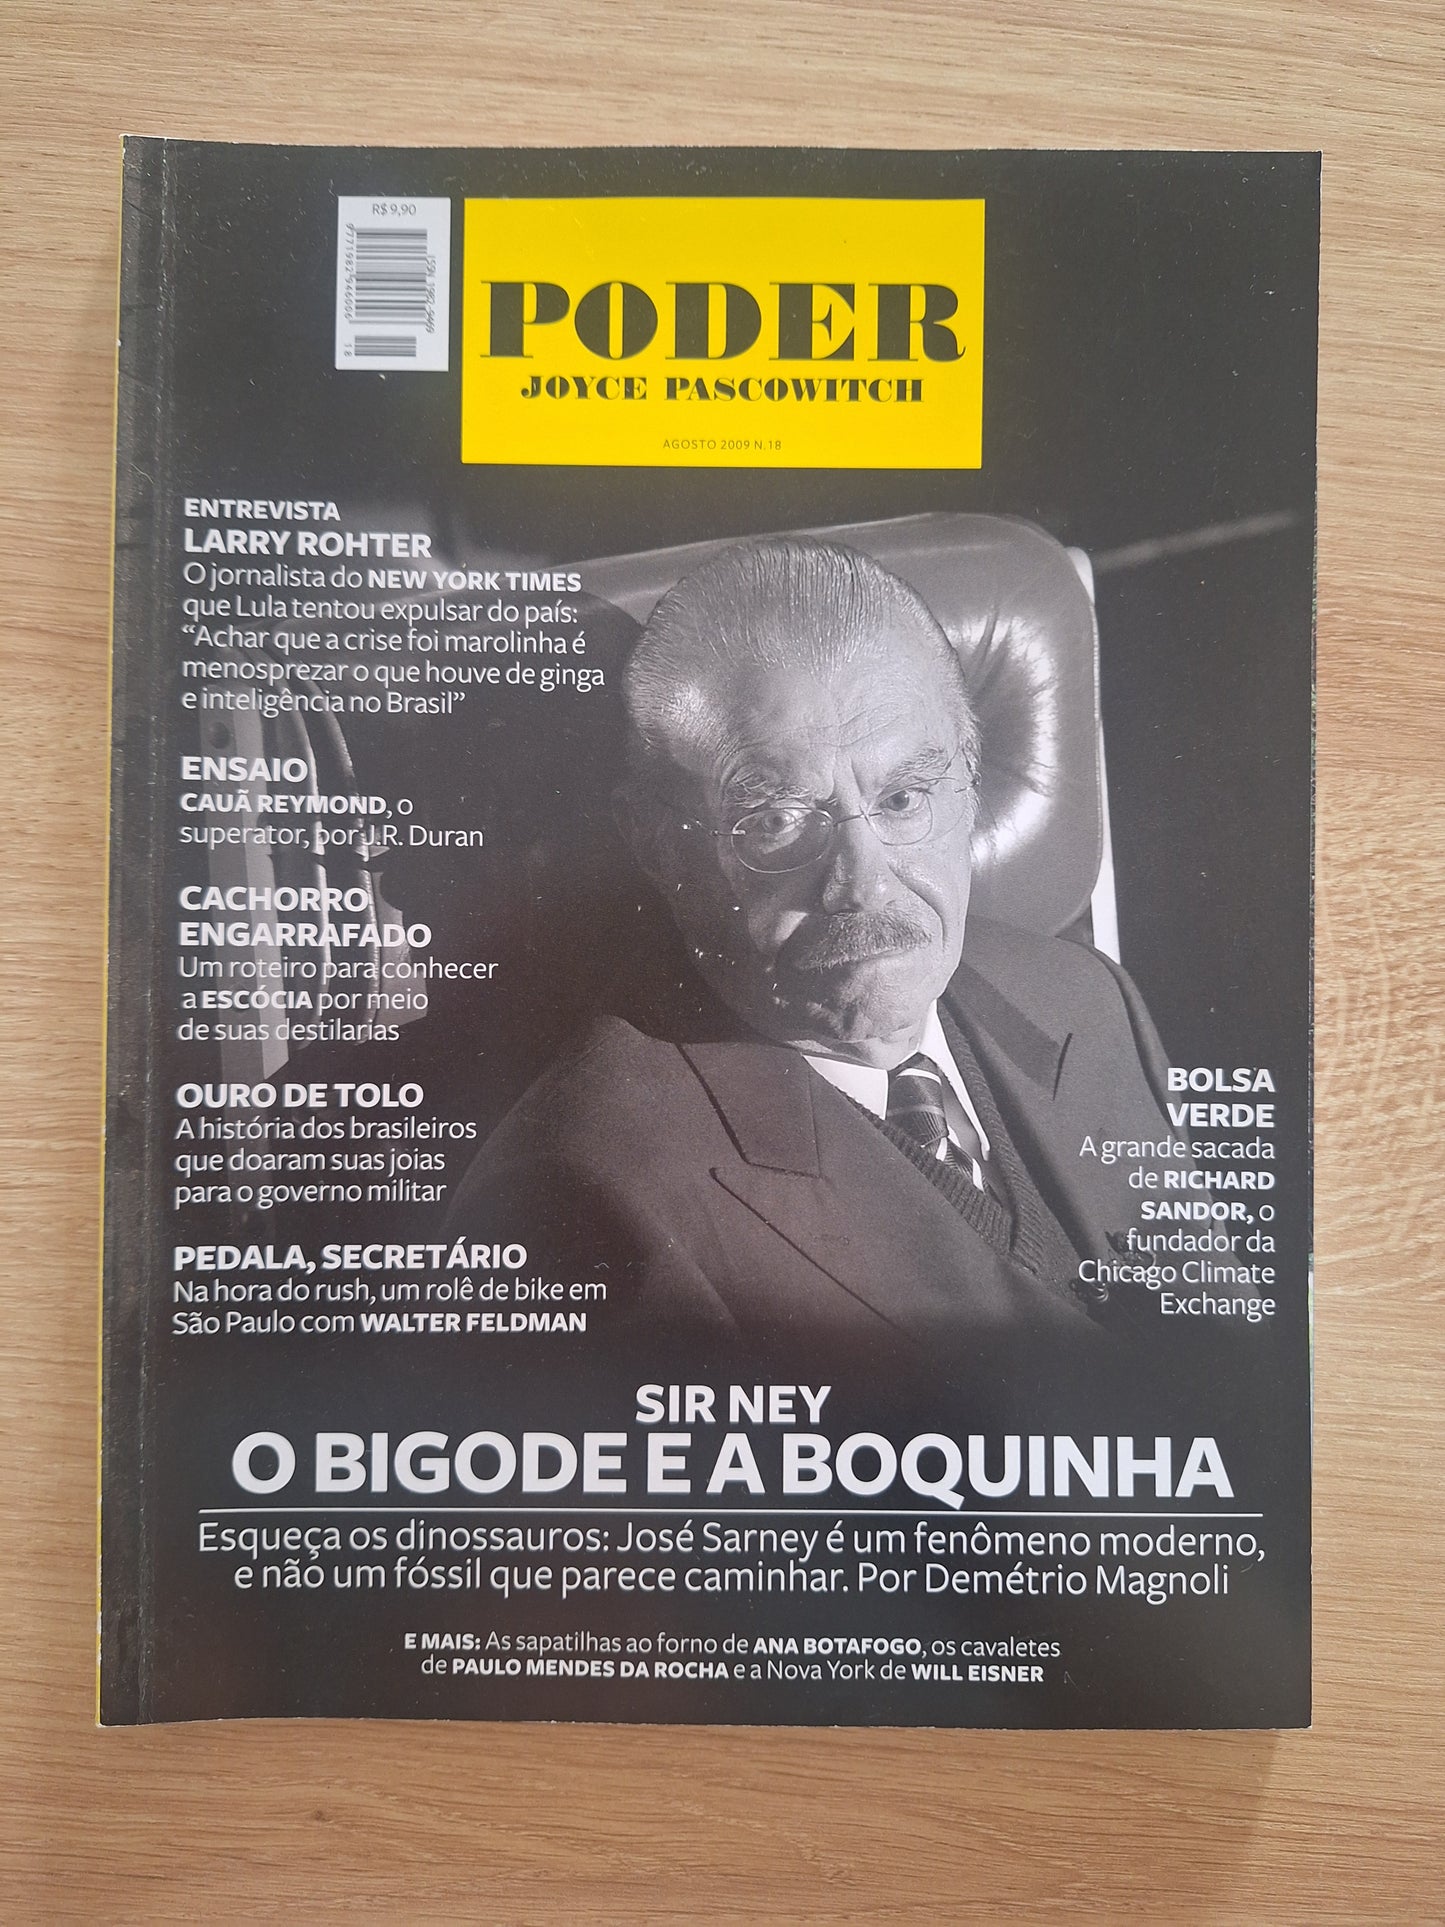 R$ 9,90
ISSN 1982-9469
9771982946006
18
PODER
JOYCE PASCOWITCH
AGOSTO 2009 N.18
ENTREVISTA
LARRY ROHTER
O jornalista do NEW YORK TIMES
que Lula tentou expulsar do país:
“Achar que a crise foi marolinha é
menosprezar o que houve de ginga
e inteligência no Brasil”
ENSAIO
CAUÃ REYMOND, o
superator, por J.R. Duran
CACHORRO
ENGARRAFADO
Um roteiro para conhecer
a ESCÓCIA por meio
de suas destilarias
OURO DE TOLO
A história dos brasileiros
que doaram suas joias
para o governo militar
PEDALA, SECRETÁRIO
Na hora do rush, um rolê de bike em
São Paulo com WALTER FELDMAN
BOLSA
VERDE
A grande sacada
de RICHARD
SANDOR, o
fundador da
Chicago Climate
Exchange
SIR NEY
O BIGODE E A BOQUINHA
Esqueça os dinossauros: José Sarney é um fenômeno moderno,
e não um fóssil que parece caminhar. Por Demétrio Magnoli
E MAIS: As sapatilhas ao forno de ANA BOTAFOGO, os cavaletes
de PAULO MENDES DA ROCHA e a Nova York de WILL EISNER